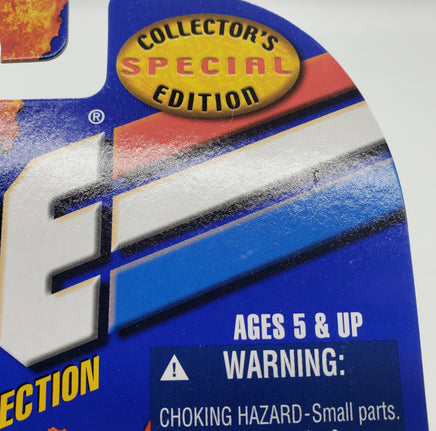 COLLECTOR'S
SPECIAL
EDITION
®
E
AGES 5 & UP
ECTION
WARNING:
CHOKING HAZARD-Small parts.